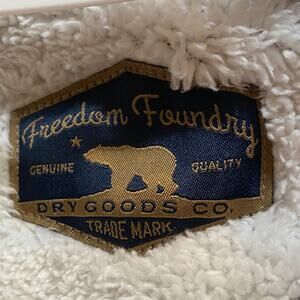 Freedom Foundry
GENUINE QUALITY
DRY GOODS CO.
TRADE MARK